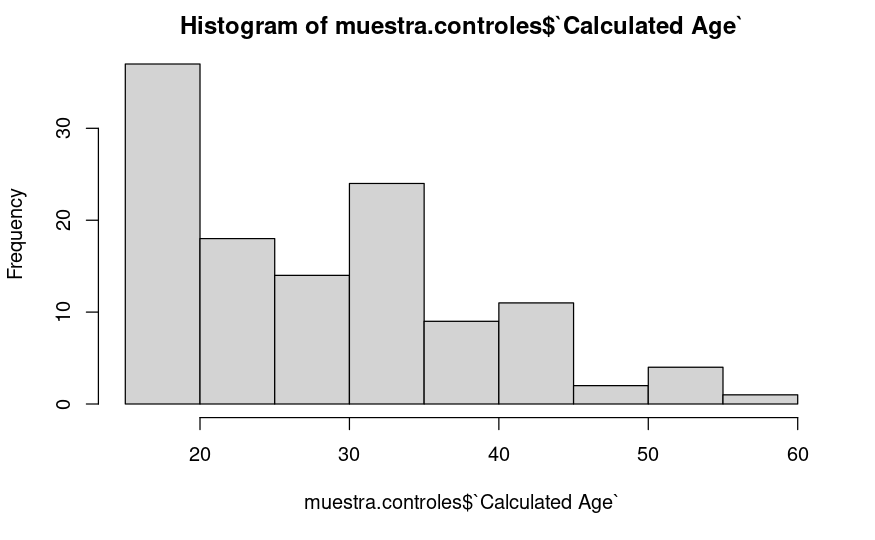 Histogram of muestra.controles$`Calculated Age`
Frequency
30
20
10
0
20 30 40 50 60
muestra.controles$`Calculated Age`